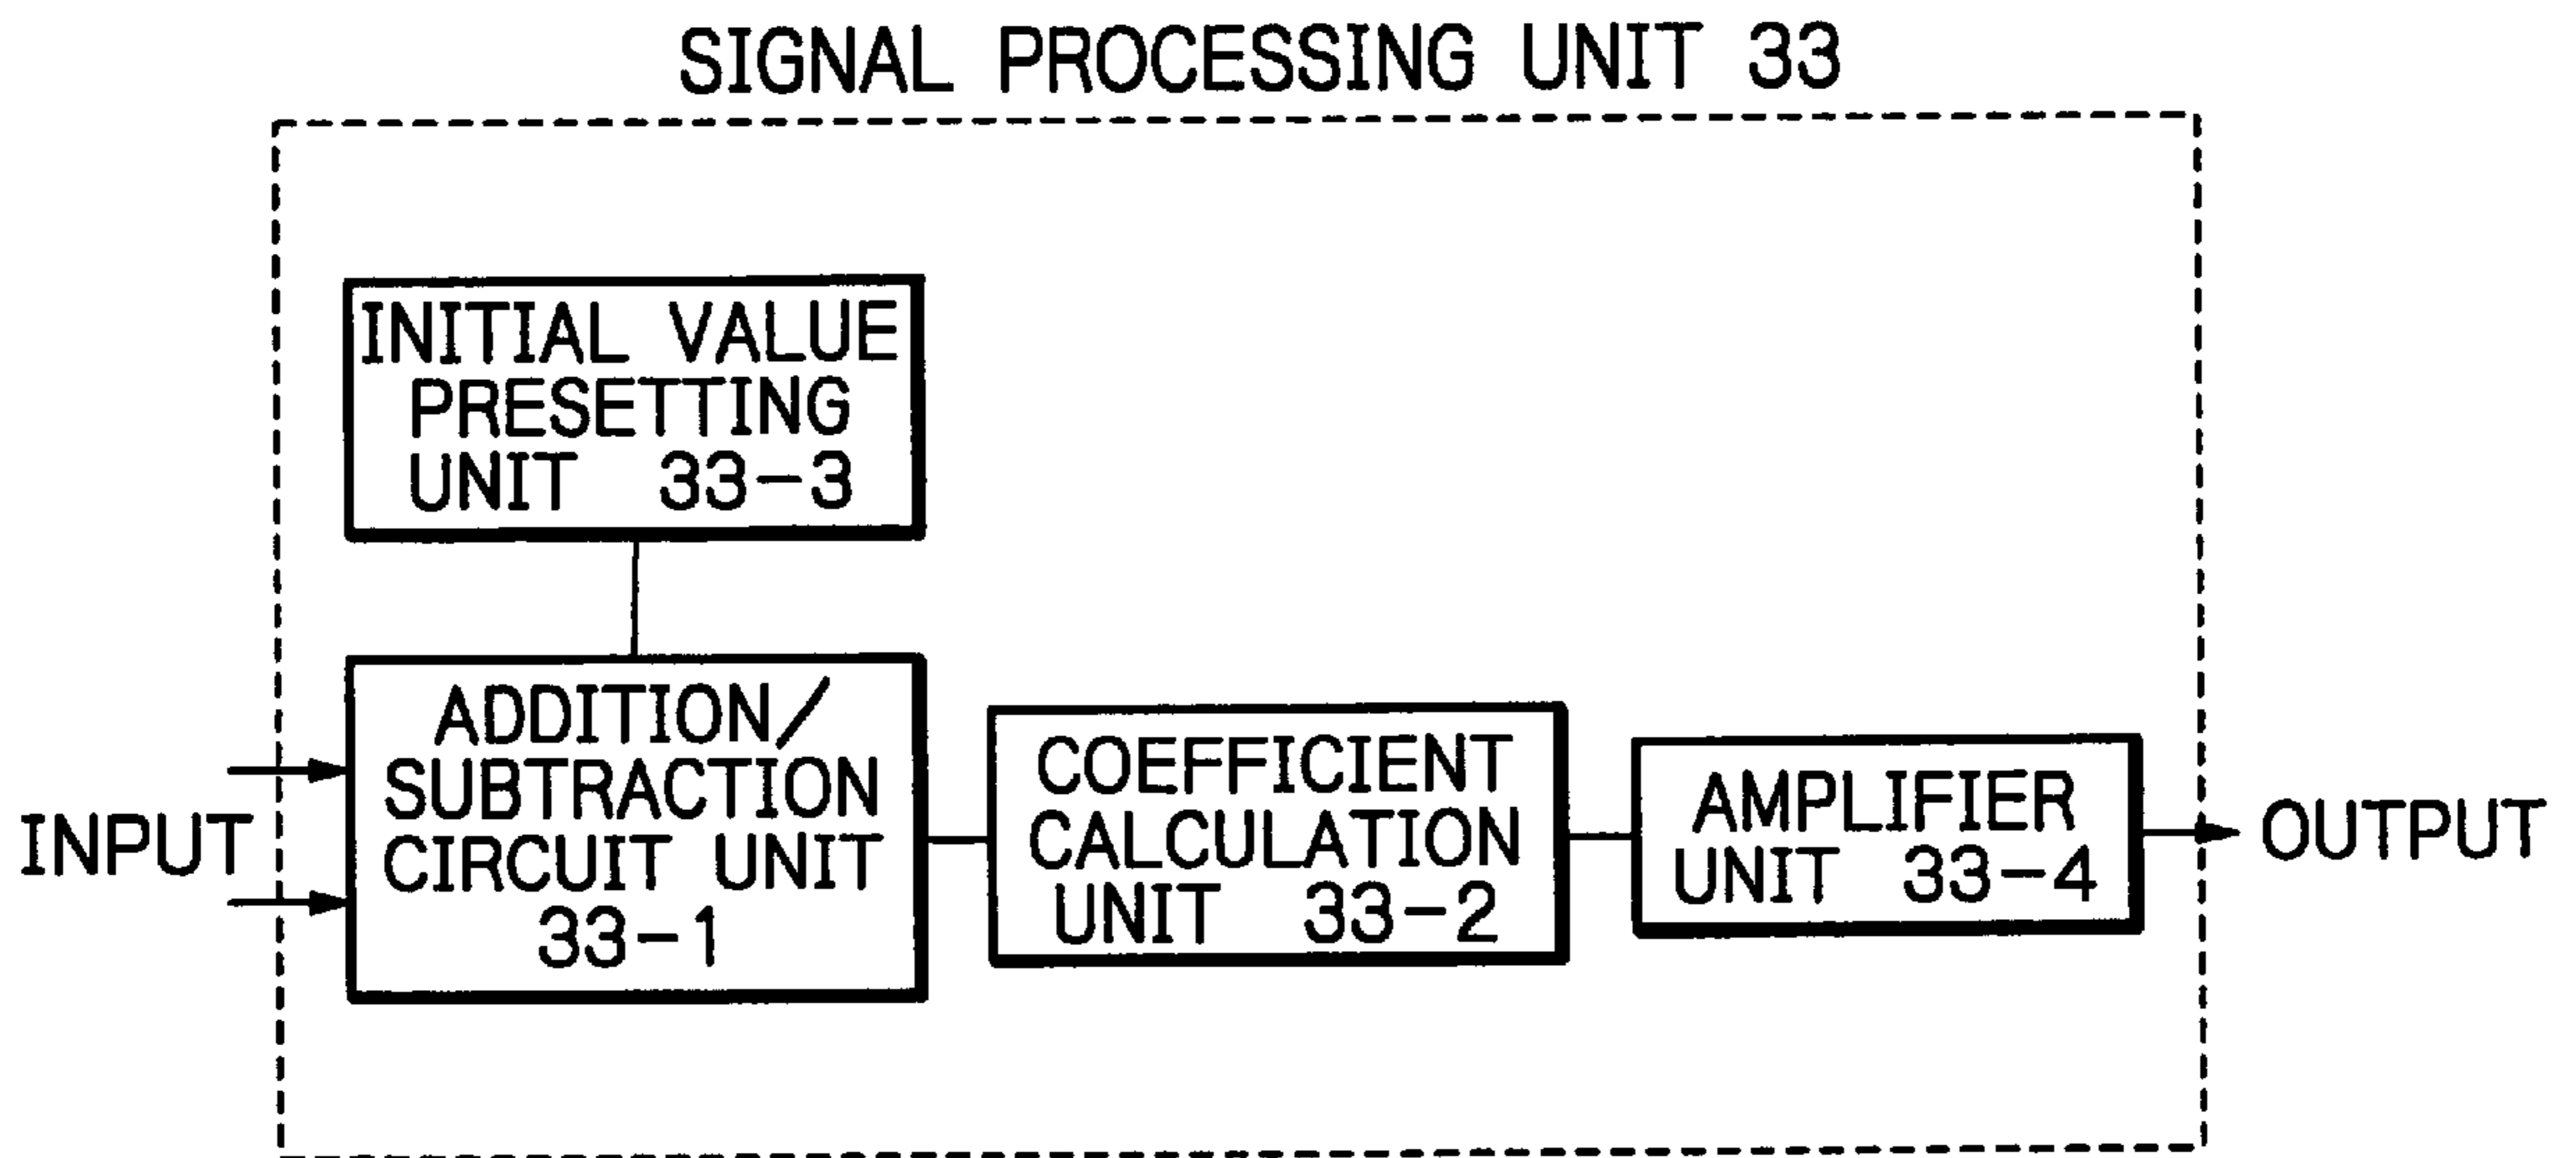 SIGNAL PROCESSING UNIT 33
INITIAL VALUE
PRESETTING
UNIT 33-3
INPUT
ADDITION/
SUBTRACTION
CIRCUIT UNIT
33-1
COEFFICIENT
CALCULATION
UNIT 33-2
AMPLIFIER
UNIT 33-4
OUTPUT